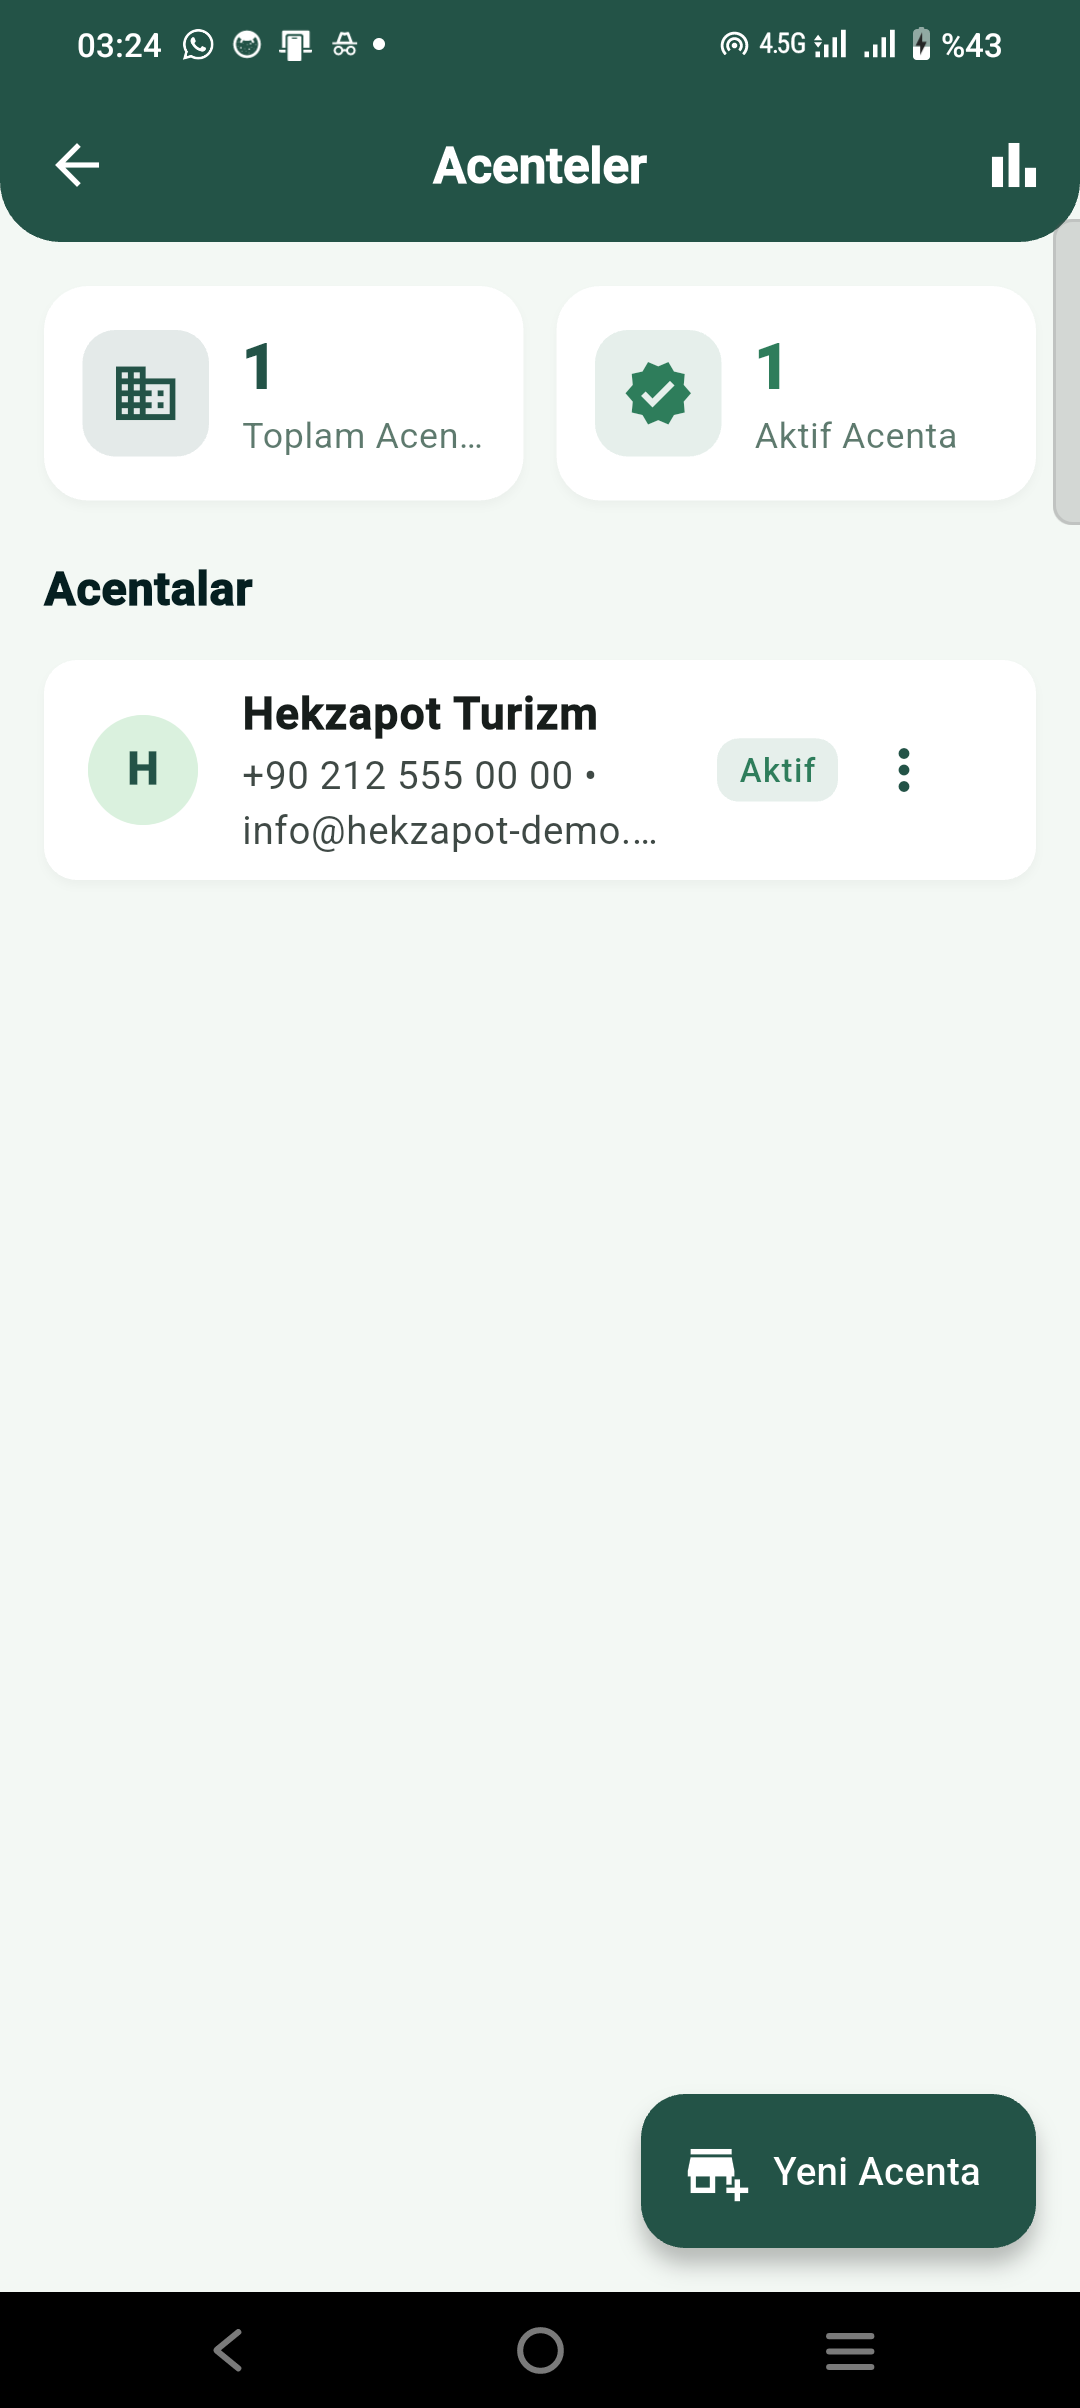 03:24
4.5G
%43
Acenteler
1
Toplam Acen...
1
Aktif Acenta
Acentalar
H
Hekzapot Turizm
+90 212 555 00 00 •
info@hekzapot-demo....
Aktif
Yeni Acenta